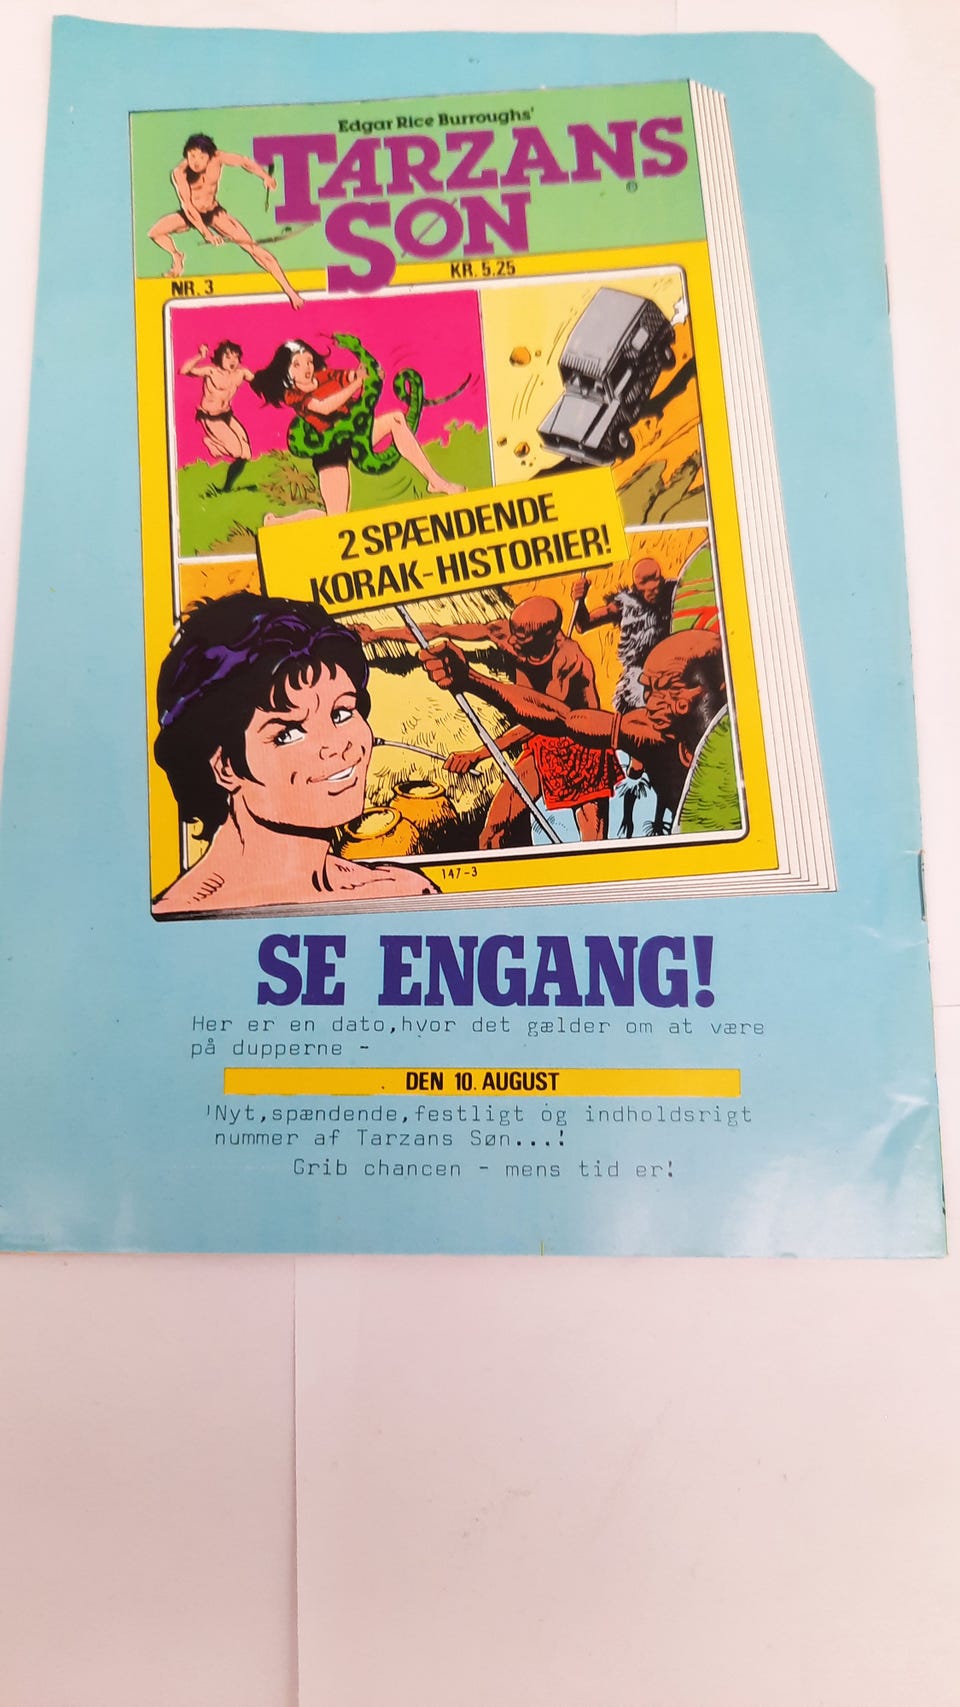 Edgar Rice Burroughs'
TARZANS
SØN
NR. 3
KR. 5.25
2 SPÆNDENDE
KORAK-HISTORIER!
147-3
SE ENGANG!
Her er en dato, hvor det gælder om at være
på dupperne -
DEN 10. AUGUST
Nyt, spændende, festligt og indholdsrigt
nummer af Tarzans Søn...!
Grib chancen - mens tid er!